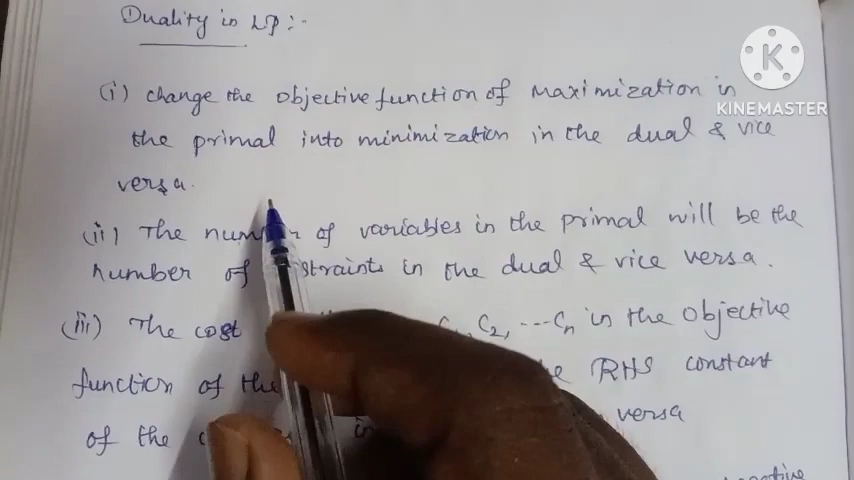 Duality in LP:-
(i) change the objective function of Maximization in
the primal into minimization in the dual & vice
versa.
(ii) The of variables in the primal will be the
number of in the dual & vice versa.
(iii) The cost C2, ---Cn in the objective
function of the RHS constant
of the versa
K
KINEMASTER